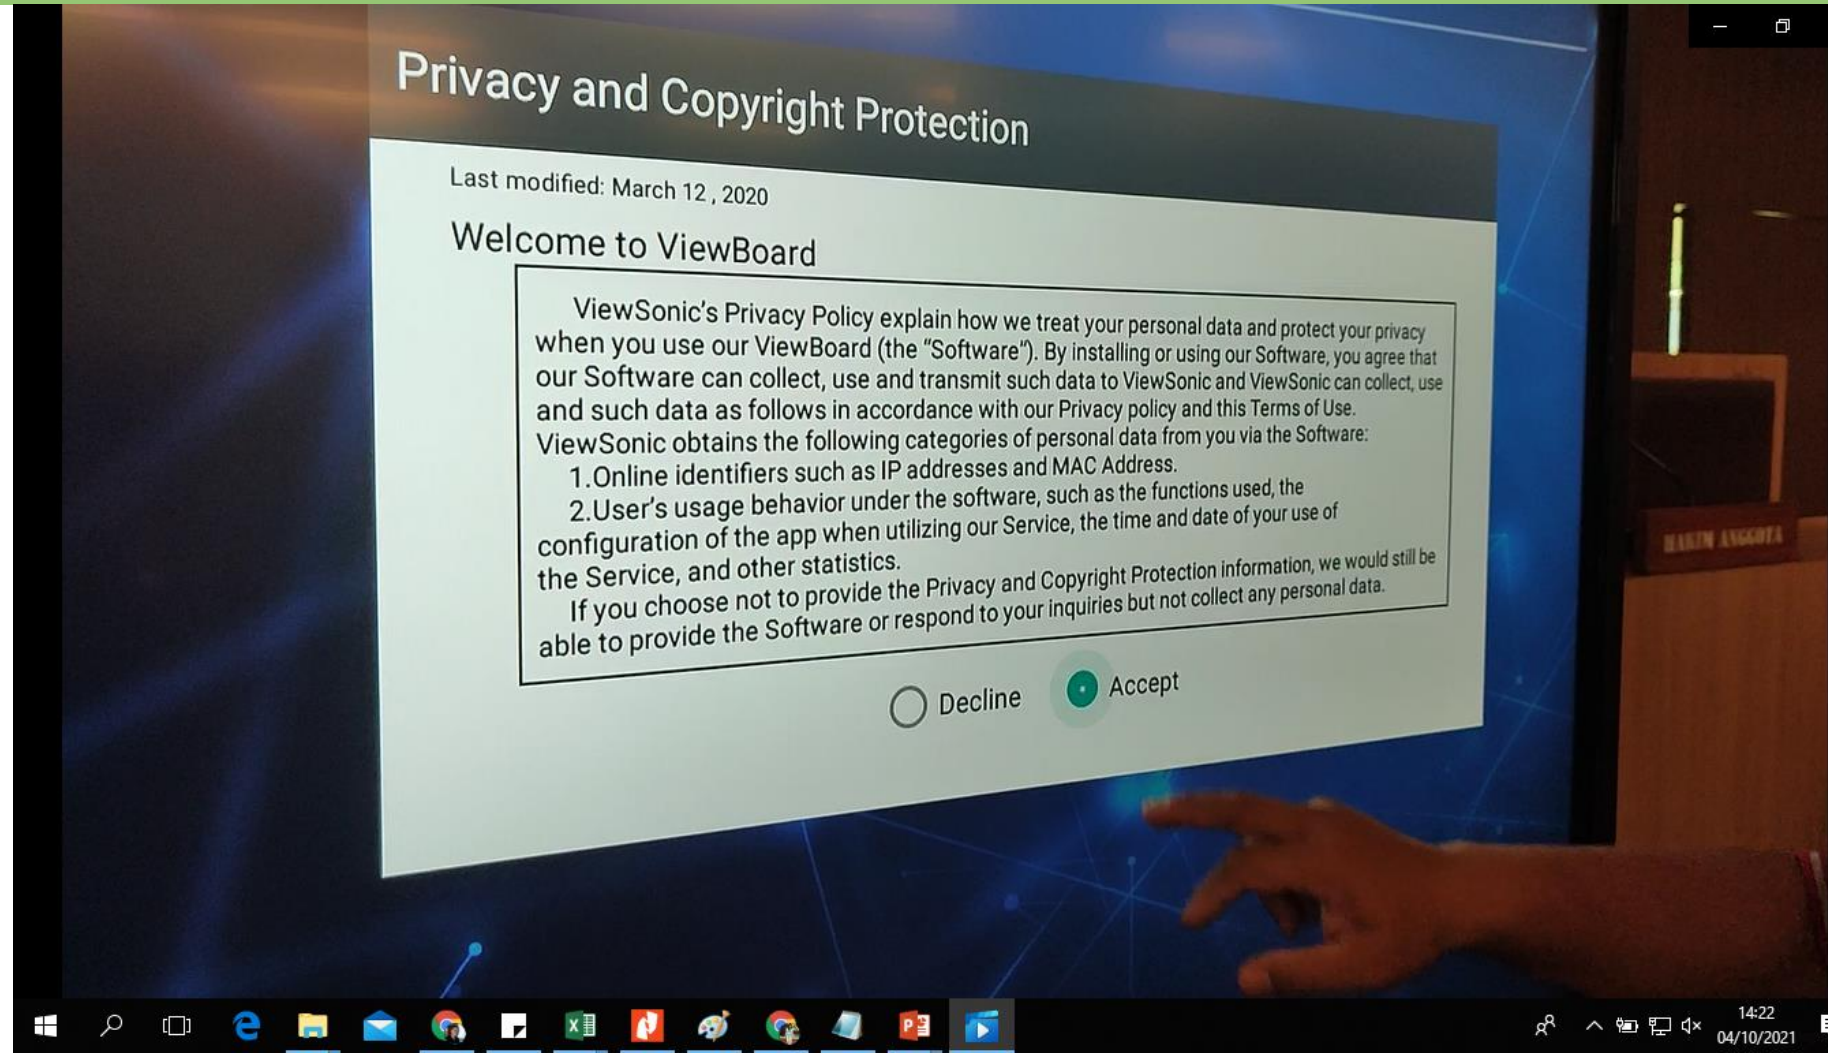 Privacy and Copyright Protection
Last modified: March 12 , 2020
Welcome to ViewBoard
ViewSonic's Privacy Policy explain how we treat your personal data and protect your privacy
when you use our ViewBoard (the "Software"). By installing or using our Software, you agree that
our Software can collect, use and transmit such data to ViewSonic and ViewSonic can collect, use
and such data as follows in accordance with our Privacy policy and this Terms of Use.
ViewSonic obtains the following categories of personal data from you via the Software:
1.Online identifiers such as IP addresses and MAC Address.
2.User's usage behavior under the software, such as the functions used, the
configuration of the app when utilizing our Service, the time and date of your use of
the Service, and other statistics.
If you choose not to provide the Privacy and Copyright Protection information, we would still be
able to provide the Software or respond to your inquiries but not collect any personal data.
Decline Accept
HAKIM ANGGOTA
14:22
04/10/2021